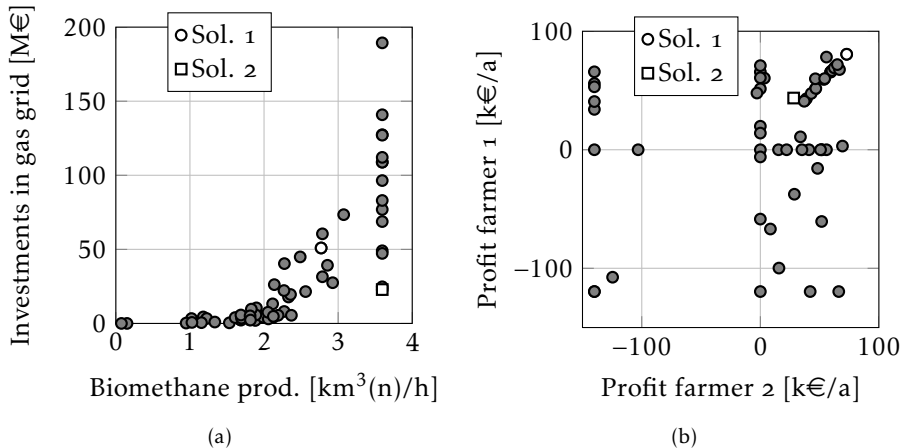 Investments in gas grid [M€]
200
150
100
50
0
0
1
2
3
4
Biomethane prod. [km³(n)/h]
Sol. 1
Sol. 2
(a)
Profit farmer 1 [k€/a]
100
0
−100
−100
0
100
Profit farmer 2 [k€/a]
Sol. 1
Sol. 2
(b)